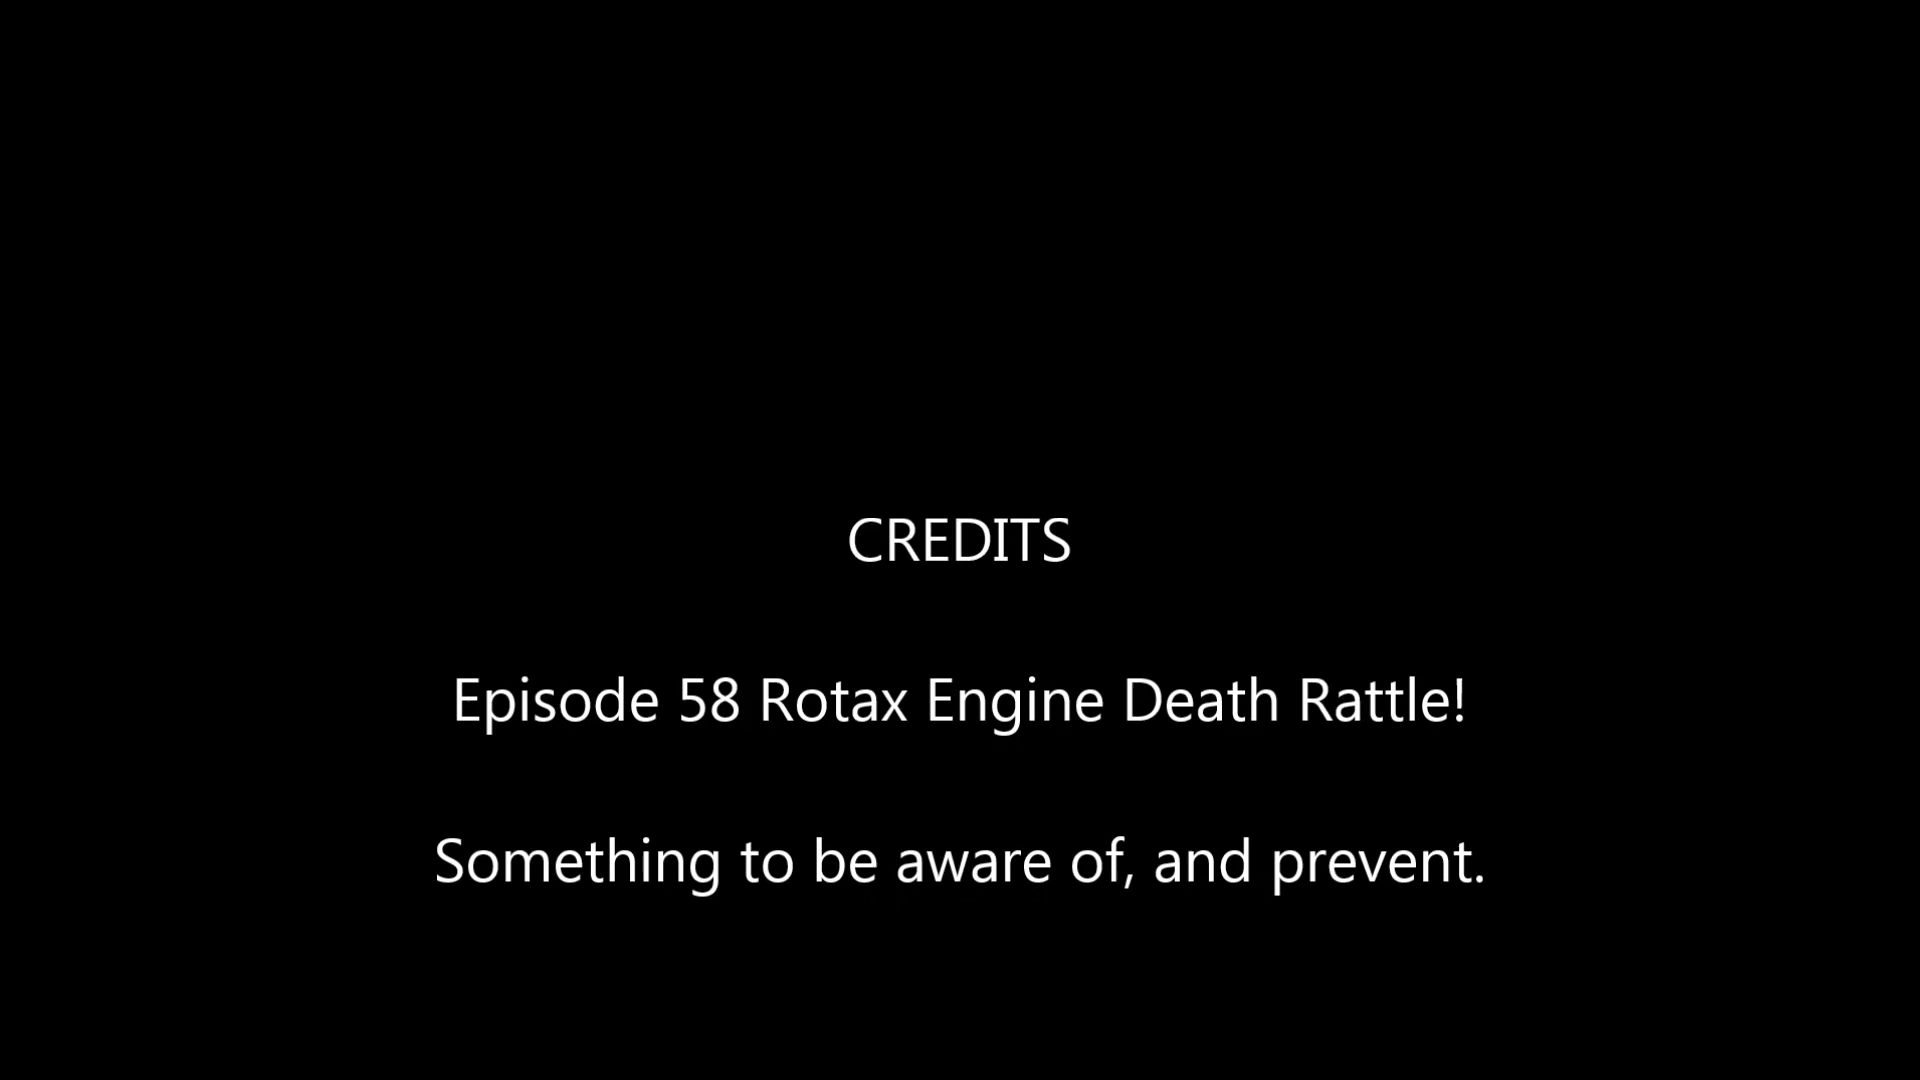 CREDITS
Episode 58 Rotax Engine Death Rattle!
Something to be aware of, and prevent.